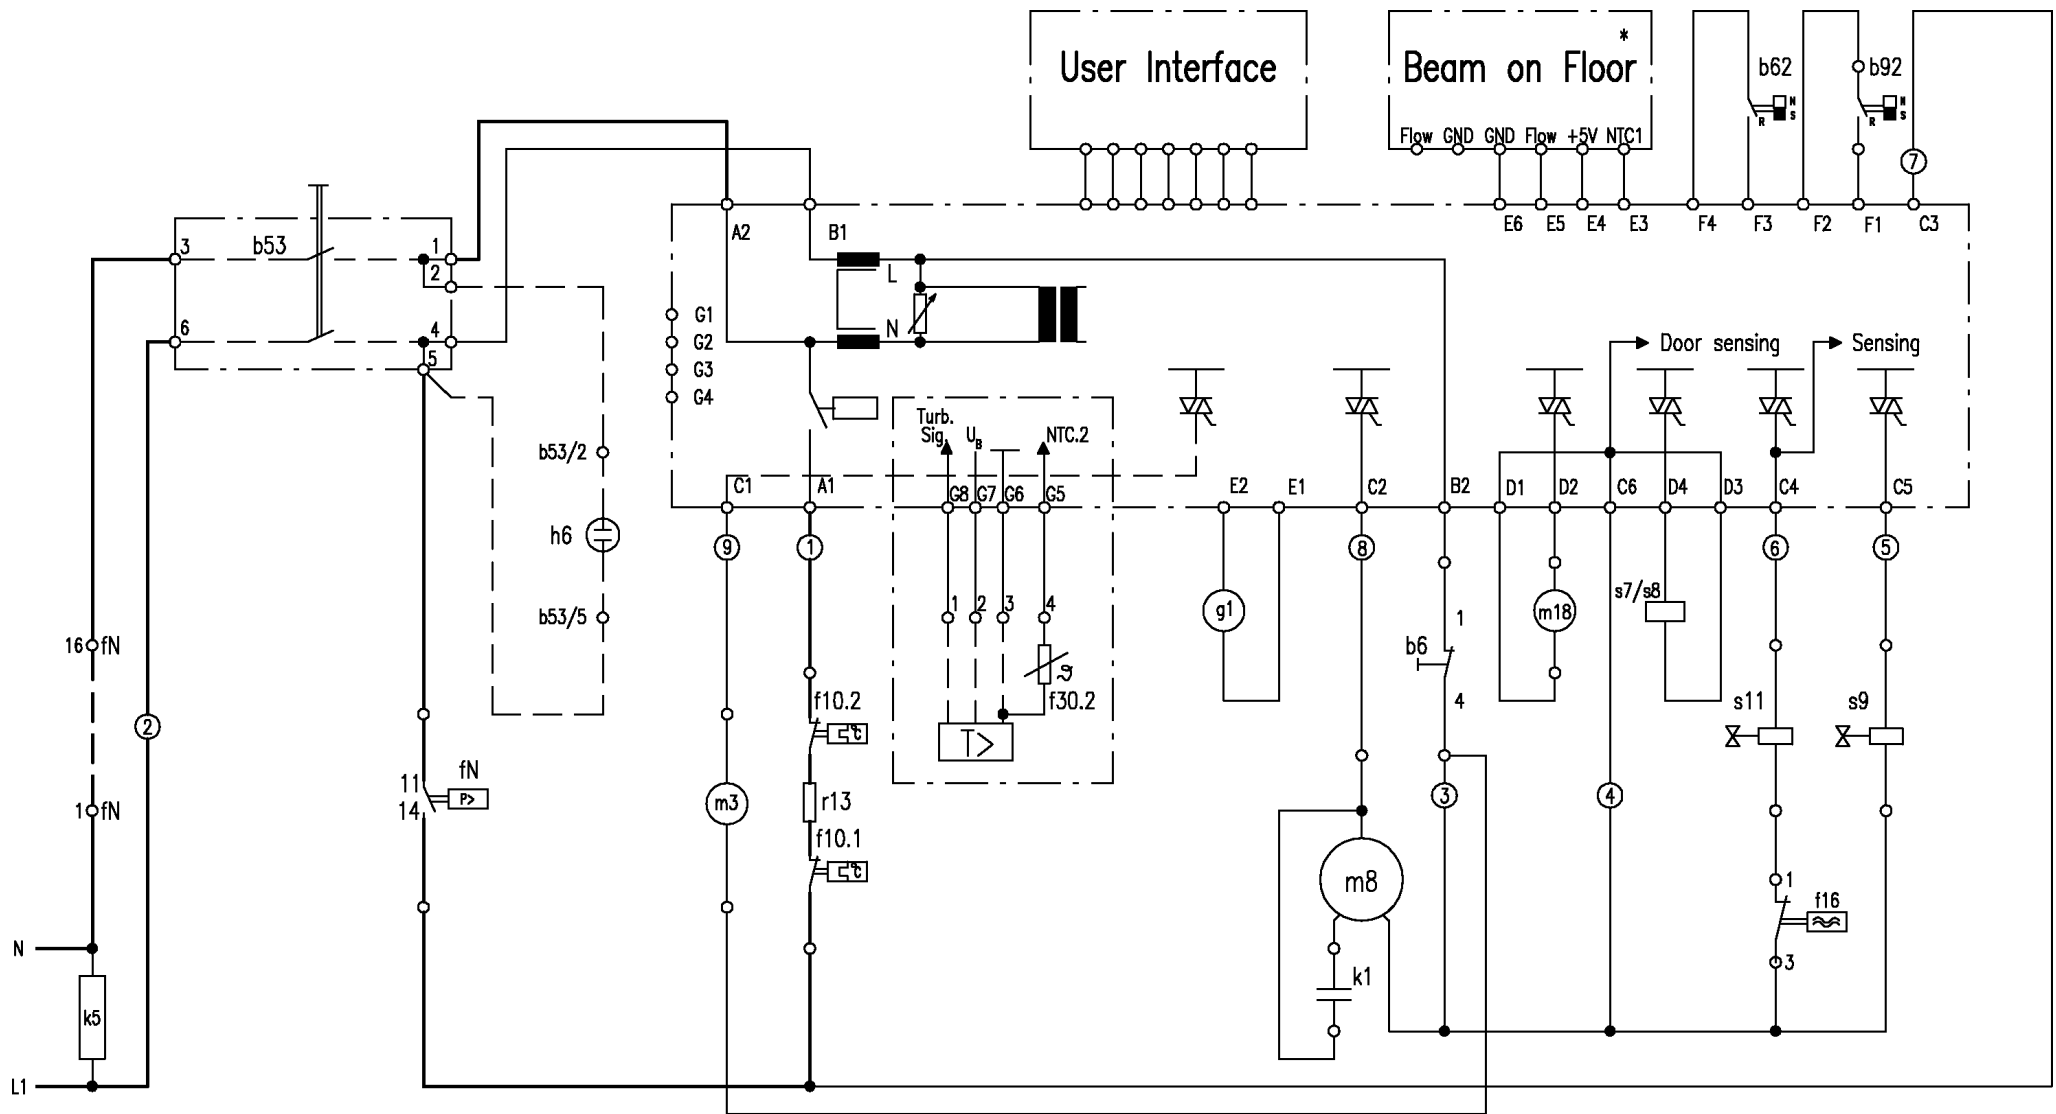 User Interface
*
Beam on Floor
Flow GND GND Flow +5V NTC1
b62
N
S
R
b92
N
S
R
7
b53
3
1
2
6
4
5
A2
B1
E6 E5 E4 E3 F4 F3 F2 F1 C3
L
N
G1
G2
G3
G4
Door sensing
Sensing
Turb.
Sig.
UB
NTC.2
C1 A1 G8 G7 G6 G5 E2 E1 C2 B2 D1 D2 C6 D4 D3 C4 C5
b53/2
h6
b53/5
9
1
8
6
5
1 2 3 4
g1
m18
s7/s8
1
b6
4
16 fN
1 fN
2
f10.2
°C
ϑ
f30.2
T>
s11
s9
fN
11
14
P>
m3
r13
f10.1
°C
3
4
m8
k1
1
f16
3
N
k5
L1